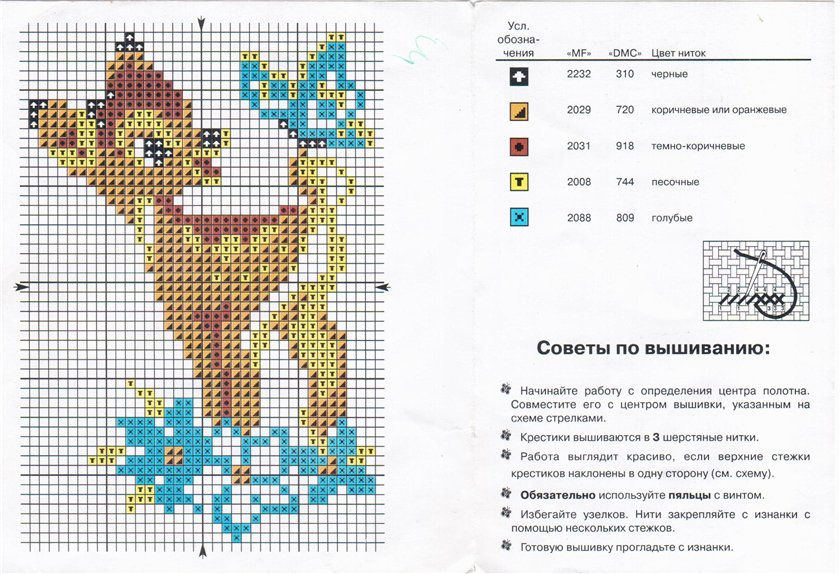 Усл.
обозна-
чения «MF» «DMC» Цвет ниток
2232 310 черные
2029 720 коричневые или оранжевые
2031 918 темно-коричневые
2008 744 песочные
2088 809 голубые
Советы по вышиванию:
Начинайте работу с определения центра полотна.
Совместите его с центром вышивки, указанным на
схеме стрелками.
Крестики вышиваются в 3 шерстяные нитки.
Работа выглядит красиво, если верхние стежки
крестиков наклонены в одну сторону (см. схему).
Обязательно используйте пяльцы с винтом.
Избегайте узелков. Нити закрепляйте с изнанки с
помощью нескольких стежков.
Готовую вышивку прогладьте с изнанки.